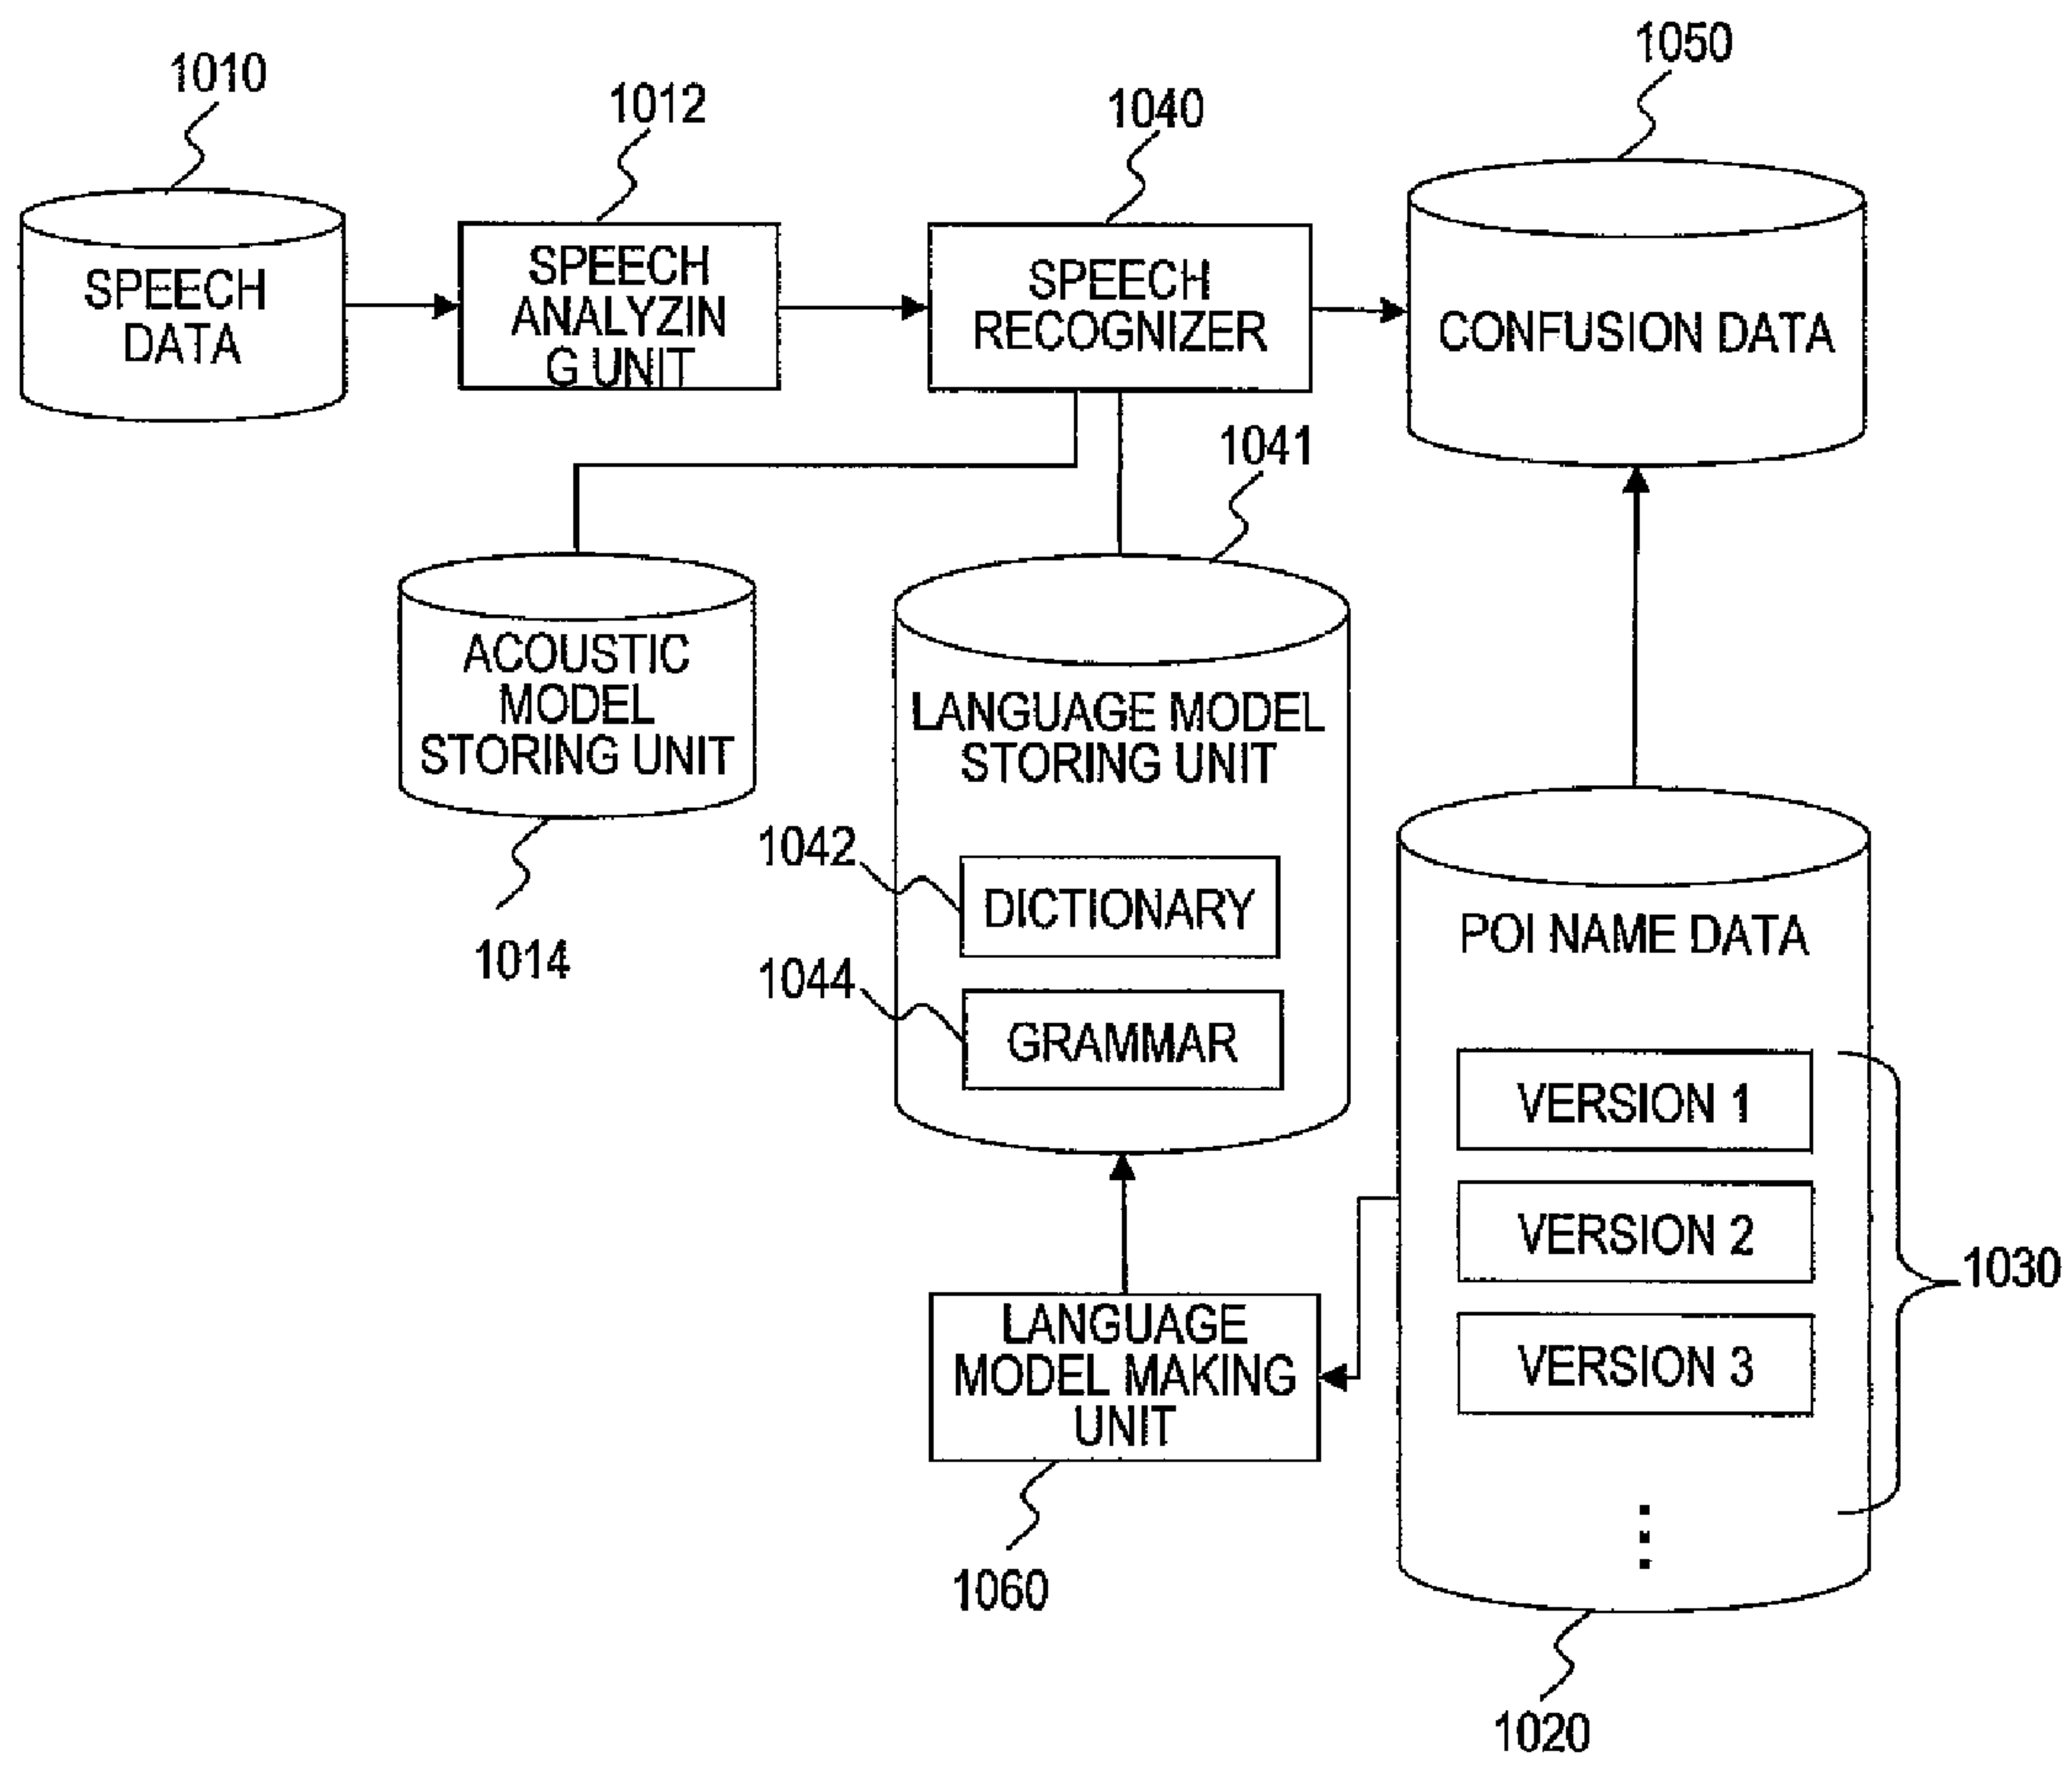 1010
1012
1040
1050
SPEECH
DATA
SPEECH
ANALYZIN
G UNIT
SPEECH
RECOGNIZER
CONFUSION DATA
1041
ACOUSTIC
MODEL
STORING UNIT
1014
LANGUAGE MODEL
STORING UNIT
1042
DICTIONARY
1044
GRAMMAR
POI NAME DATA
VERSION 1
VERSION 2
VERSION 3
1030
LANGUAGE
MODEL MAKING
UNIT
1060
1020